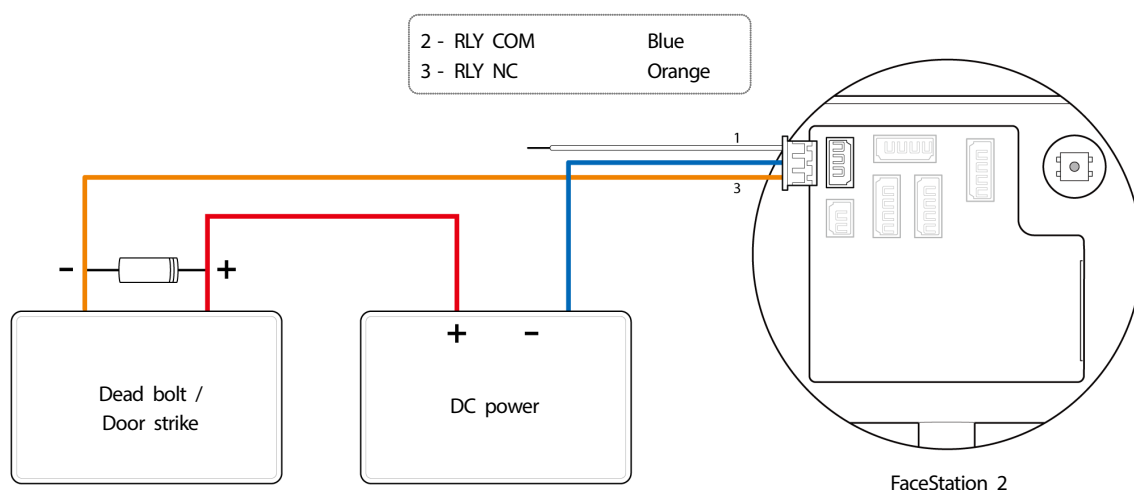 2 - RLY COM Blue
3 - RLY NC Orange
1
3
- +
+ -
Dead bolt /
Door strike
DC power
FaceStation 2